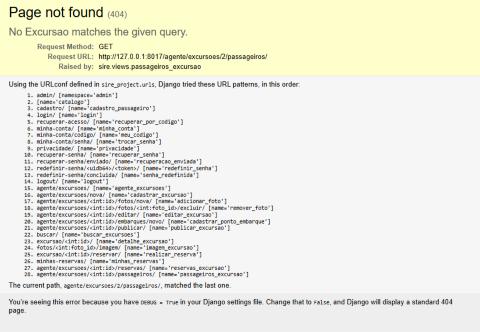 Page not found (404)
No Excursao matches the given query.
Request Method: GET
Request URL: http://127.0.0.1:8017/agente/excursoes/2/passageiros/
Raised by: sire.views.passageiros_excursao
Using the URLconf defined in sire_project.urls, Django tried these URL patterns, in this order:
1. admin/ [namespace='admin']
2. [name='catalogo']
3. cadastro/ [name='cadastro_passageiro']
4. login/ [name='login']
5. recuperar-acesso/ [name='recuperar_por_codigo']
6. minha-conta/ [name='minha_conta']
7. minha-conta/codigo/ [name='meu_codigo']
8. minha-conta/senha/ [name='trocar_senha']
9. privacidade/ [name='privacidade']
10. recuperar-senha/ [name='recuperar_senha']
11. recuperar-senha/enviado/ [name='recuperacao_enviada']
12. redefinir-senha/<uidb64>/<token>/ [name='redefinir_senha']
13. redefinir-senha/concluida/ [name='senha_redefinida']
14. logout/ [name='logout']
15. agente/excursoes/ [name='agente_excursoes']
16. agente/excursoes/nova/ [name='cadastrar_excursao']
17. agente/excursoes/<int:id>/fotos/nova/ [name='adicionar_foto']
18. agente/excursoes/<int:id>/fotos/<int:foto_id>/excluir/ [name='remover_foto']
19. agente/excursoes/<int:id>/editar/ [name='editar_excursao']
20. agente/excursoes/<int:id>/embarques/novo/ [name='cadastrar_ponto_embarque']
21. agente/excursoes/<int:id>/publicar/ [name='publicar_excursao']
22. buscar/ [name='buscar_excursoes']
23. excursao/<int:id>/ [name='detalhe_excursao']
24. fotos/<int:foto_id>/imagem/ [name='imagem_excursao']
25. excursao/<int:id>/reservar/ [name='realizar_reserva']
26. minhas-reservas/ [name='minhas_reservas']
27. agente/excursoes/<int:id>/reservas/ [name='reservas_excursao']
28. agente/excursoes/<int:id>/passageiros/ [name='passageiros_excursao']
The current path, agente/excursoes/2/passageiros/, matched the last one.
You're seeing this error because you have DEBUG = True in your Django settings file. Change that to False, and Django will display a standard 404
page.